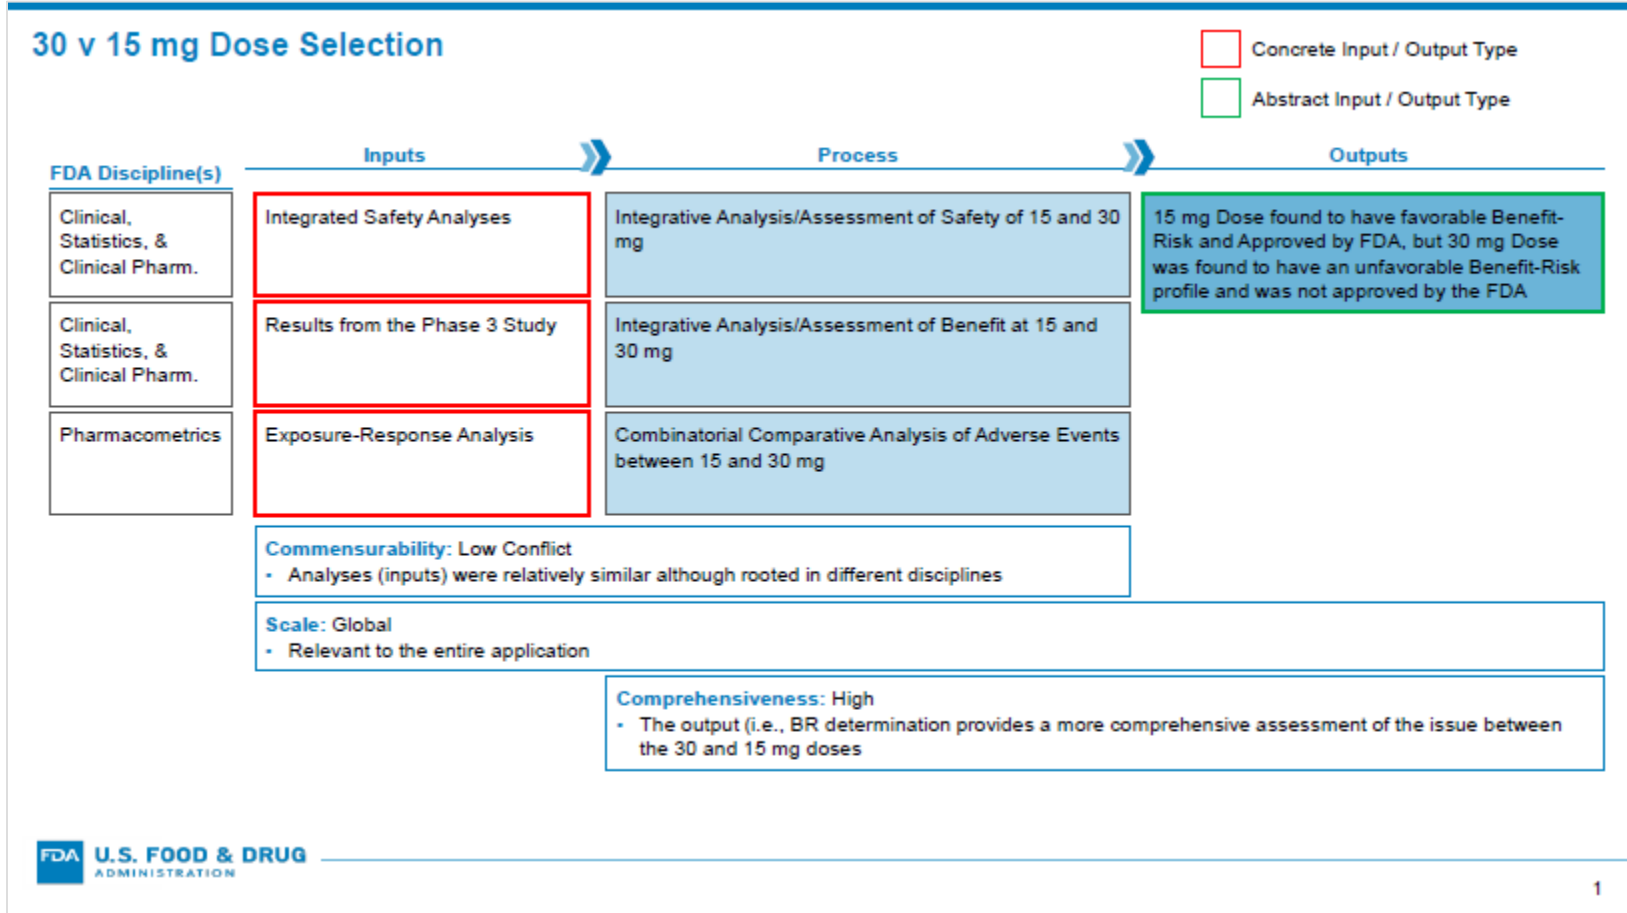 30 v 15 mg Dose Selection
Concrete Input / Output Type
Abstract Input / Output Type
FDA Discipline(s)
Inputs
Process
Outputs
Clinical,
Statistics, &
Clinical Pharm.
Integrated Safety Analyses
Integrative Analysis/Assessment of Safety of 15 and 30
mg
15 mg Dose found to have favorable Benefit-
Risk and Approved by FDA, but 30 mg Dose
was found to have an unfavorable Benefit-Risk
profile and was not approved by the FDA
Clinical,
Statistics, &
Clinical Pharm.
Results from the Phase 3 Study
Integrative Analysis/Assessment of Benefit at 15 and
30 mg
Pharmacometrics
Exposure-Response Analysis
Combinatorial Comparative Analysis of Adverse Events
between 15 and 30 mg
Commensurability: Low Conflict
▪ Analyses (inputs) were relatively similar although rooted in different disciplines
Scale: Global
▪ Relevant to the entire application
Comprehensiveness: High
▪ The output (i.e., BR determination provides a more comprehensive assessment of the issue between
the 30 and 15 mg doses
FDA
U.S. FOOD & DRUG
ADMINISTRATION
1